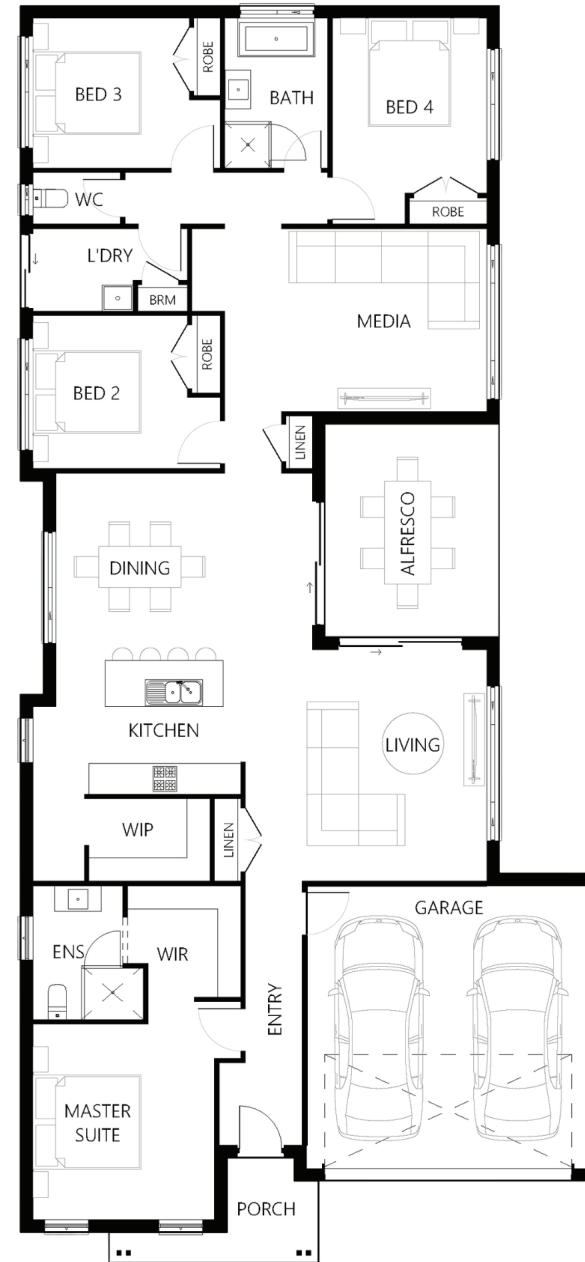 BED 3
ROBE
BATH
BED 4
WC
ROBE
L'DRY
BRM
MEDIA
ROBE
BED 2
LINEN
ALFRESCO
DINING
KITCHEN
LIVING
WIP
LINEN
GARAGE
ENS
WIR
ENTRY
MASTER
SUITE
PORCH